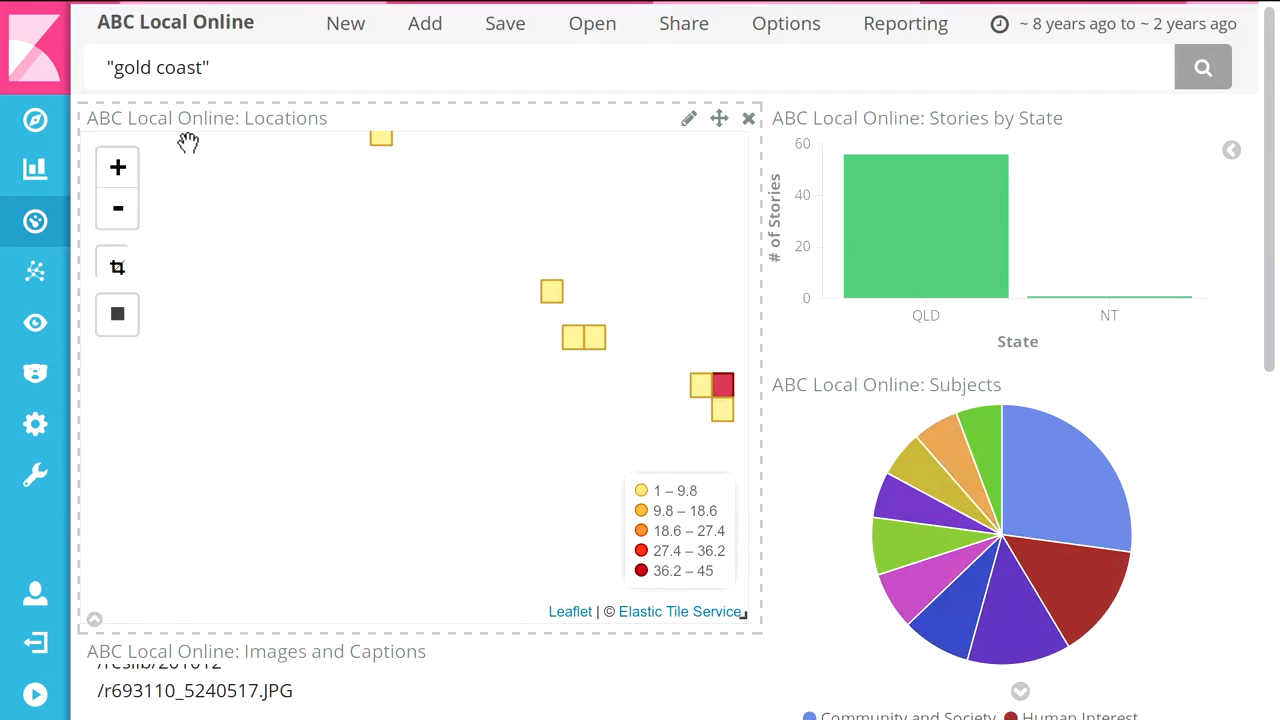 ABC Local Online
New
Add
Save
Open
Share
Options
Reporting
~ 8 years ago to ~ 2 years ago
"gold coast"
ABC Local Online: Locations
+
-
1 – 9.8
9.8 – 18.6
18.6 – 27.4
27.4 – 36.2
36.2 – 45
Leaflet | © Elastic Tile Service
ABC Local Online: Stories by State
# of Stories
60
40
20
0
QLD
NT
State
ABC Local Online: Subjects
Community and Society
Human Interest
ABC Local Online: Images and Captions
/reslib/201012
/r693110_5240517.JPG